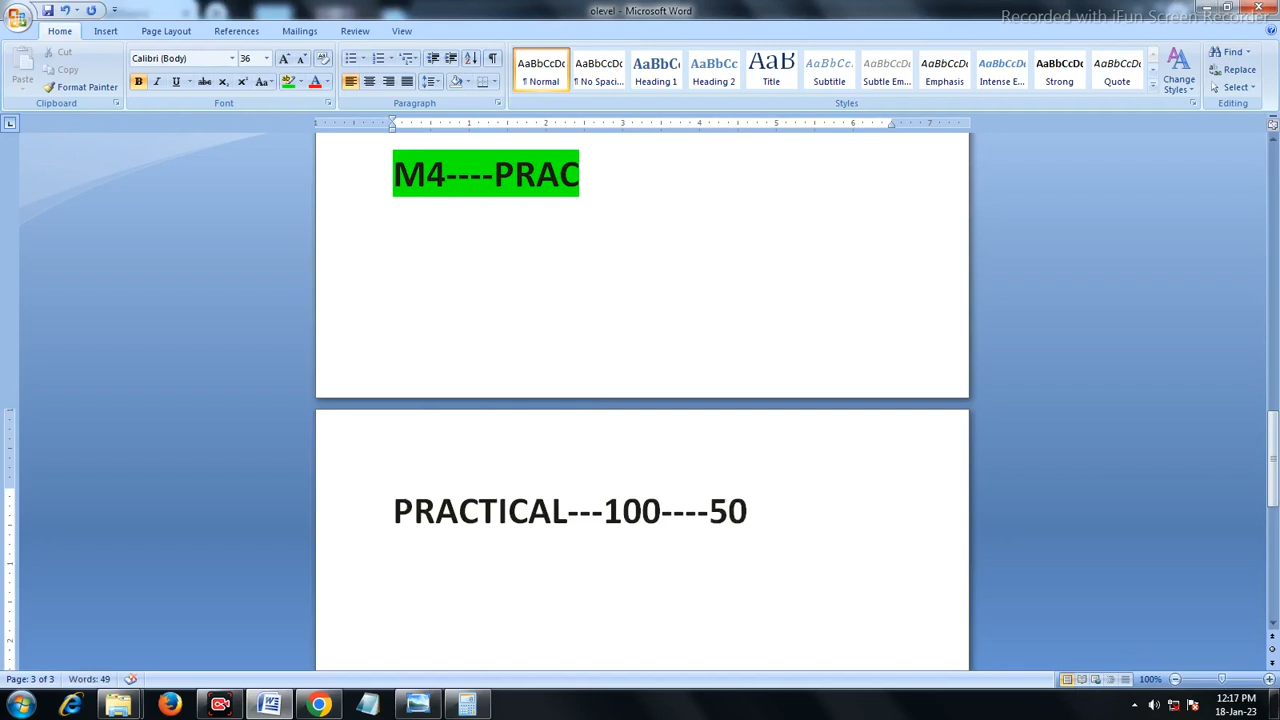 olevel - Microsoft Word
Recorded with iFun Screen Recorder
Home Insert Page Layout References Mailings Review View
Cut
Copy
Format Painter
Paste
Clipboard
Calibri (Body) 36
Font
Paragraph
AaBbCcDc AaBbCcDc AaBbC AaBbCc AaB AaBbCc. AaBbCcDc AaBbCcDc AaBbCcDc AaBbCcDc AaBbCcDc
¶ Normal ¶ No Spaci... Heading 1 Heading 2 Title Subtitle Subtle Em... Emphasis Intense E... Strong Quote
Change Styles
Styles
Find
Replace
Select
Editing
M4----PRAC
PRACTICAL---100----50
Page: 3 of 3 Words: 49
100%
12:17 PM
18-Jan-23